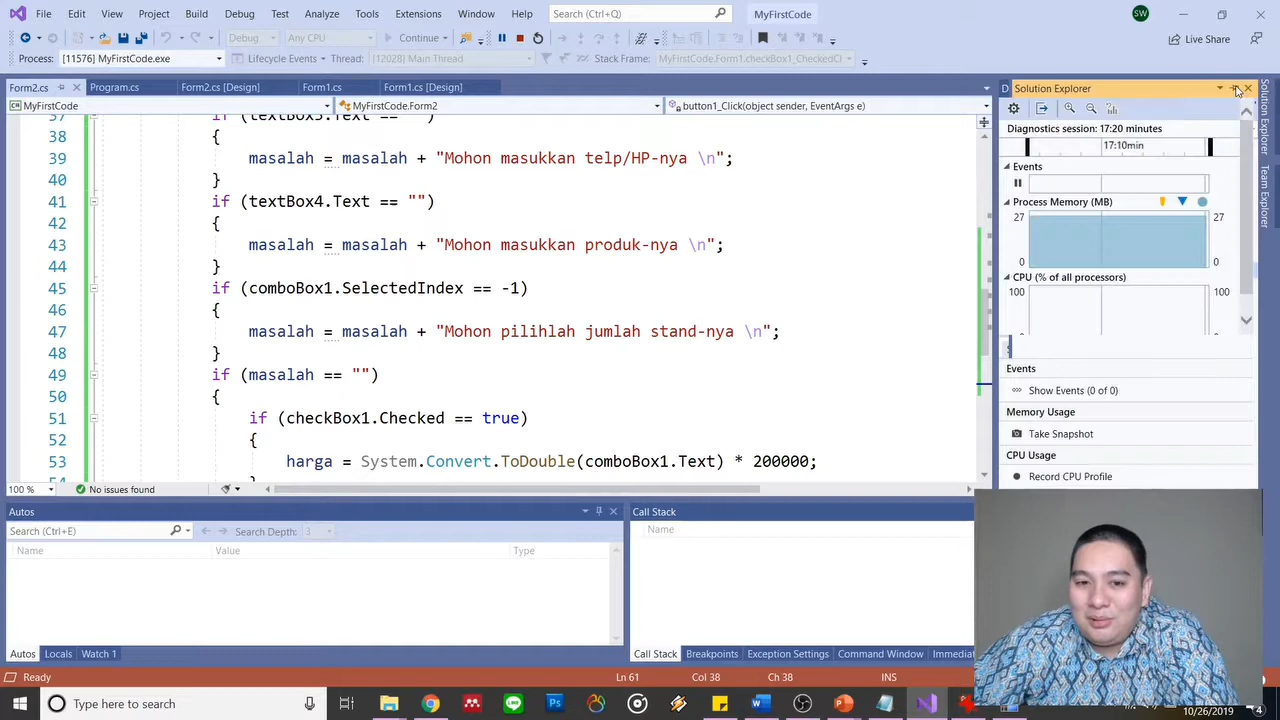 File Edit View Project Build Debug Test Analyze Tools Extensions Window Help Search (Ctrl+Q) MyFirstCode SW
Debug Any CPU Continue Live Share
Process: [11576] MyFirstCode.exe Lifecycle Events Thread: [12028] Main Thread Stack Frame: MyFirstCode.Form1.checkBox1_CheckedCh
Form2.cs Program.cs Form2.cs [Design] Form1.cs Form1.cs [Design]
MyFirstCode MyFirstCode.Form2 button1_Click(object sender, EventArgs e)
37 if (textBox3.Text == "")
38 {
39 masalah = masalah + "Mohon masukkan telp/HP-nya \n";
40 }
41 if (textBox4.Text == "")
42 {
43 masalah = masalah + "Mohon masukkan produk-nya \n";
44 }
45 if (comboBox1.SelectedIndex == -1)
46 {
47 masalah = masalah + "Mohon pilihlah jumlah stand-nya \n";
48 }
49 if (masalah == "")
50 {
51 if (checkBox1.Checked == true)
52 {
53 harga = System.Convert.ToDouble(comboBox1.Text) * 200000;
100 % No issues found
D Solution Explorer
Diagnostics session: 17:20 minutes
17:10min
Events
Process Memory (MB)
27 27
0 0
CPU (% of all processors)
100 100
Events
Show Events (0 of 0)
Memory Usage
Take Snapshot
CPU Usage
Record CPU Profile
Solution Explorer
Team Explorer
Autos
Search (Ctrl+E) Search Depth: 3
Name Value Type
Autos Locals Watch 1
Call Stack
Name
Call Stack Breakpoints Exception Settings Command Window Immediat
Ready Ln 61 Col 38 Ch 38 INS
Type here to search
10/26/2019
4